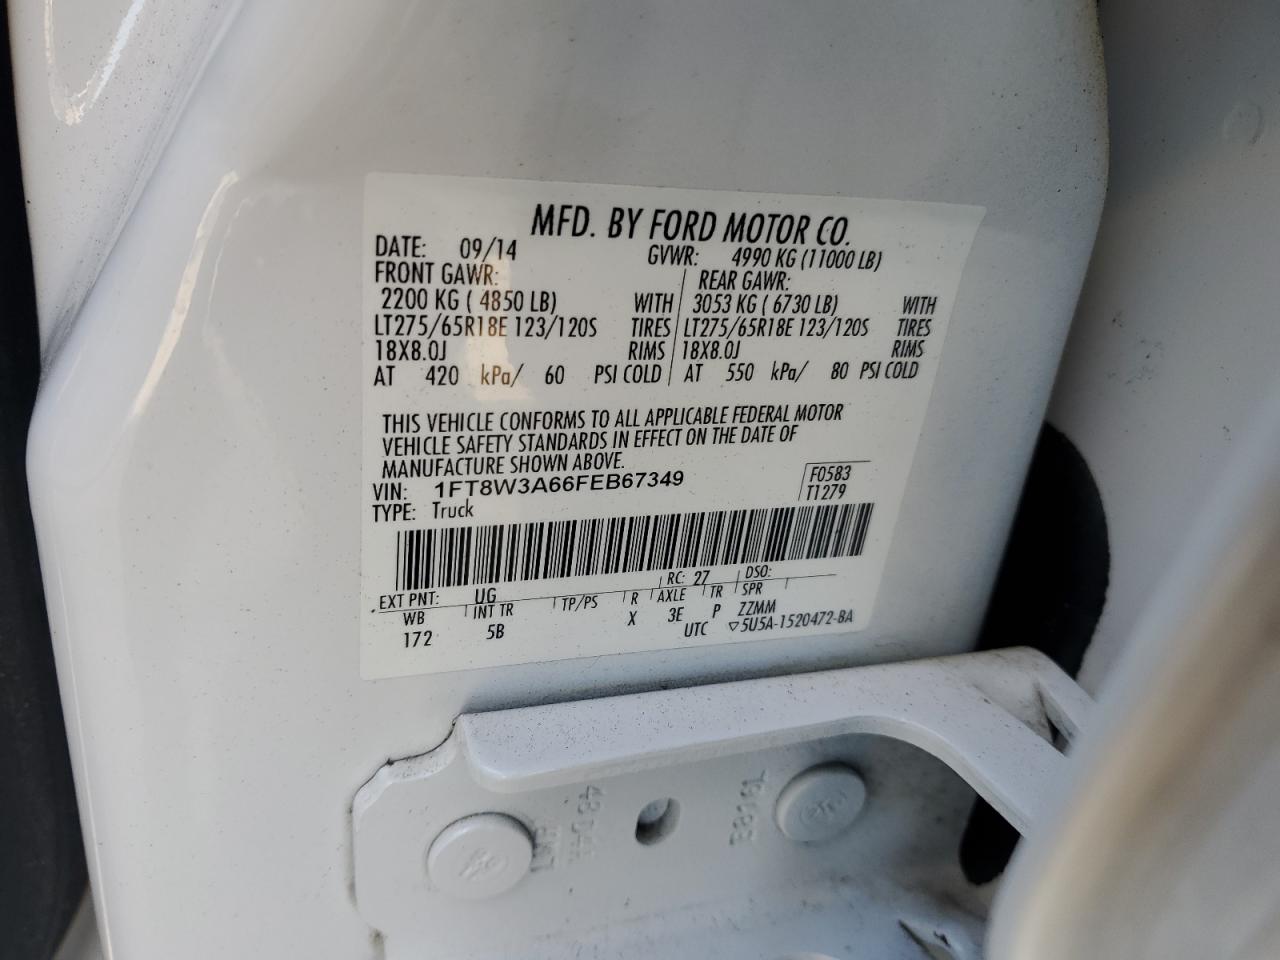 MFD. BY FORD MOTOR CO.
DATE: 09/14 GVWR: 4990 KG (11000 LB)
FRONT GAWR: REAR GAWR:
2200 KG ( 4850 LB) WITH 3053 KG ( 6730 LB) WITH
LT275/65R18E 123/120S TIRES LT275/65R18E 123/120S TIRES
18X8.0J RIMS 18X8.0J RIMS
AT 420 kPa/ 60 PSI COLD AT 550 kPa/ 80 PSI COLD
THIS VEHICLE CONFORMS TO ALL APPLICABLE FEDERAL MOTOR
VEHICLE SAFETY STANDARDS IN EFFECT ON THE DATE OF
MANUFACTURE SHOWN ABOVE.
VIN: 1FT8W3A66FEB67349 F0583
TYPE: Truck T1279
EXT PNT: UG RC: 27 DSO:
WB INT TR TP/PS R AXLE TR SPR
172 5B X 3E P ZZMM
UTC ▽5U5A-1520472-BA